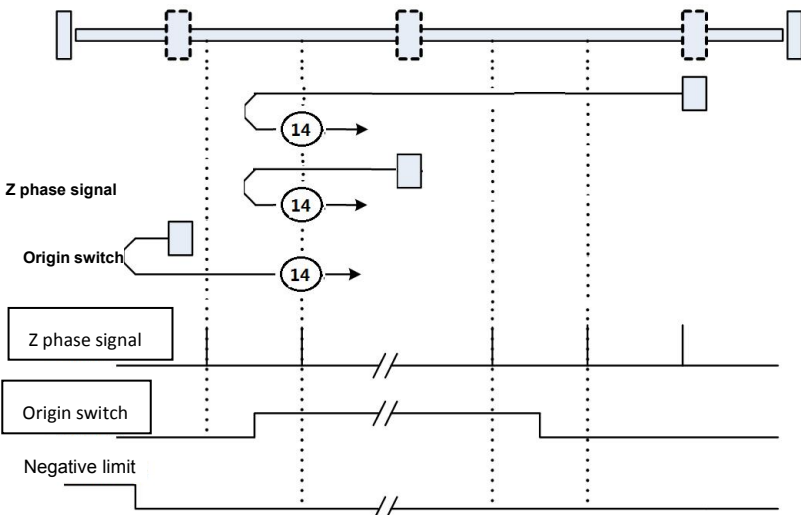 14
Z phase signal
14
Origin switch
14
Z phase signal
Origin switch
Negative limit